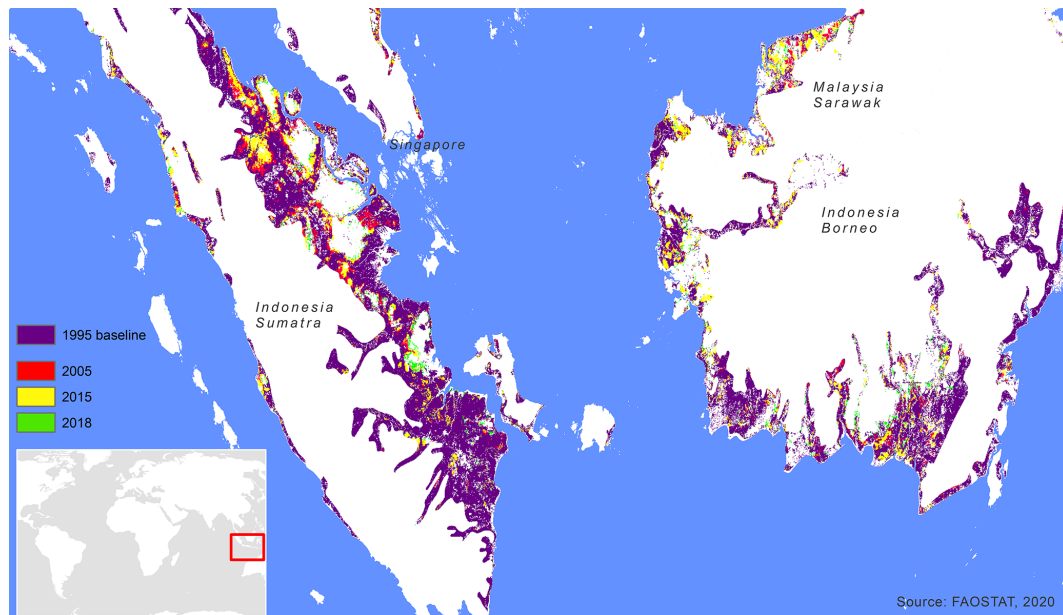 Malaysia
Sarawak
Singapore
Indonesia
Borneo
Indonesia
Sumatra
1995 baseline
2005
2015
2018
Source: FAOSTAT, 2020